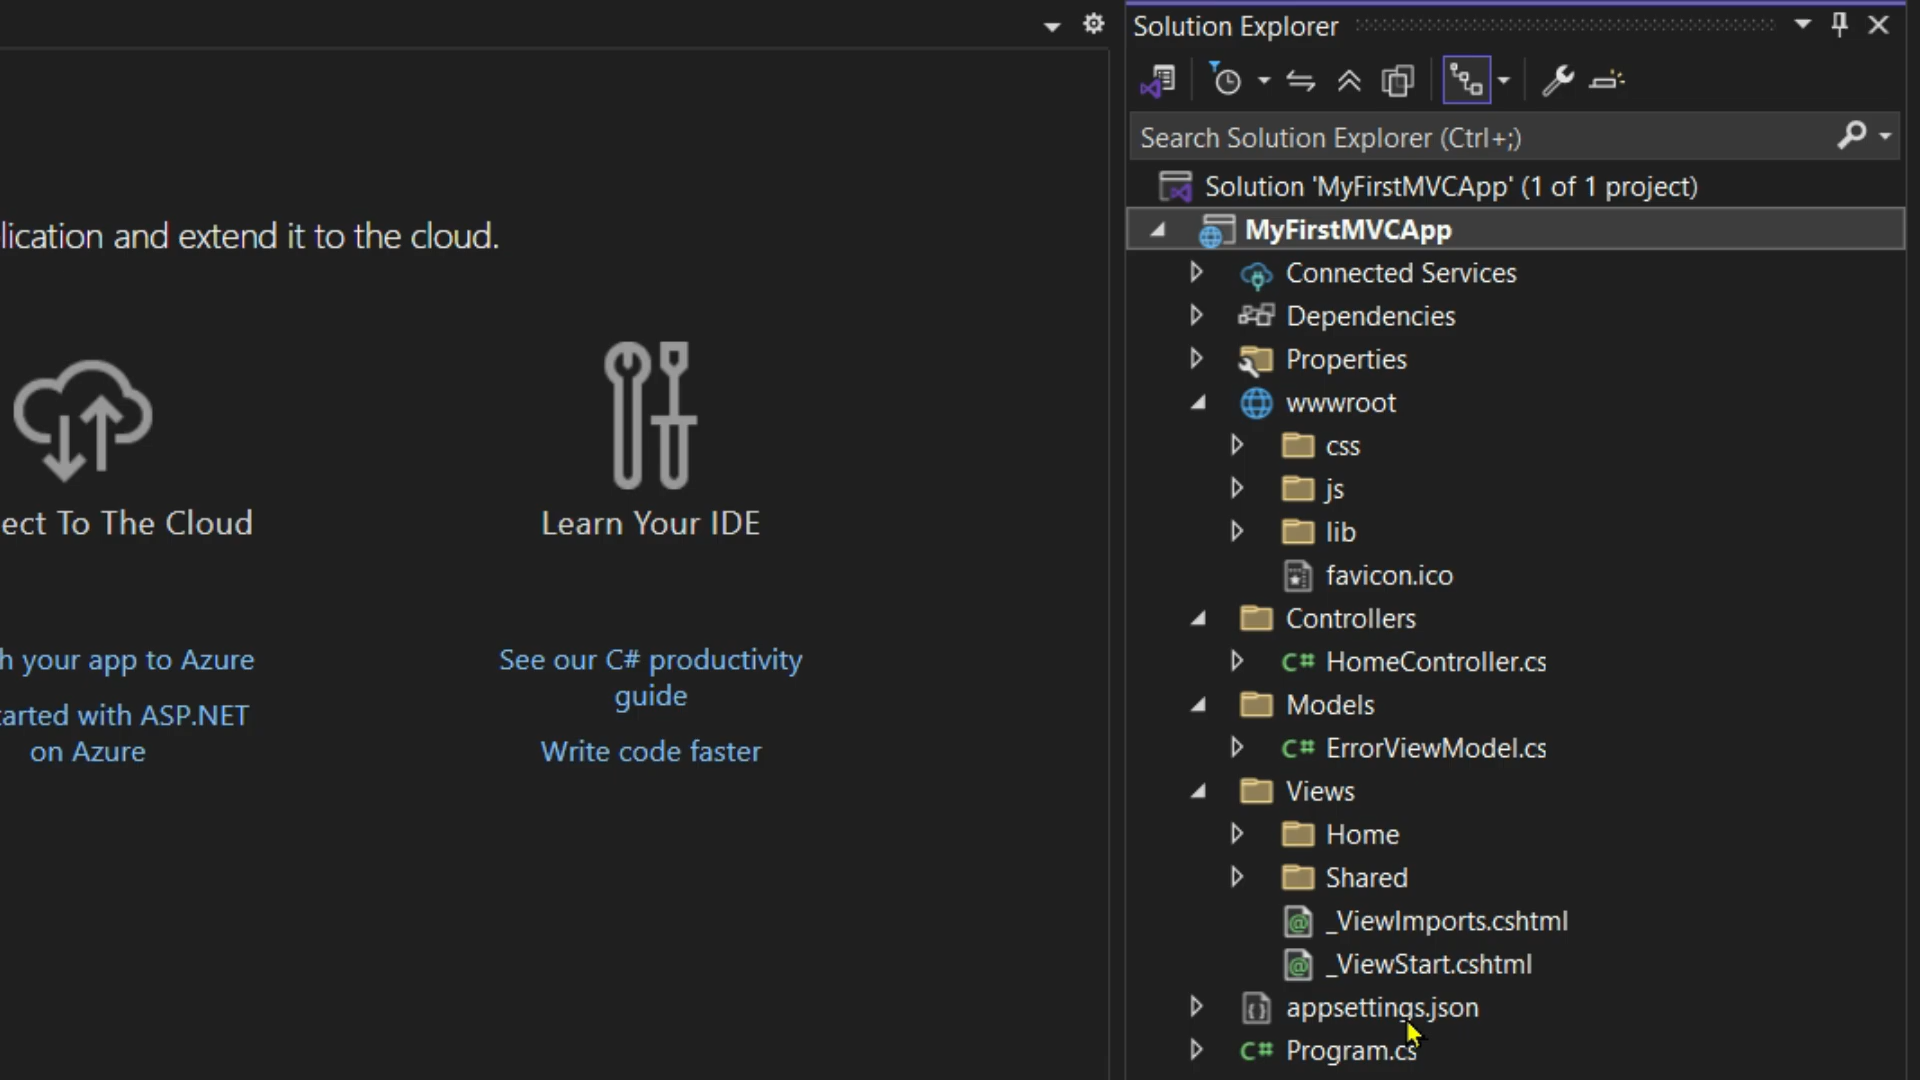 lication and extend it to the cloud.
ect To The Cloud
Learn Your IDE
h your app to Azure
arted with ASP.NET
on Azure
See our C# productivity
guide
Write code faster
Solution Explorer
Search Solution Explorer (Ctrl+;)
Solution 'MyFirstMVCApp' (1 of 1 project)
MyFirstMVCApp
Connected Services
Dependencies
Properties
wwwroot
css
js
lib
favicon.ico
Controllers
C# HomeController.cs
Models
C# ErrorViewModel.cs
Views
Home
Shared
_ViewImports.cshtml
_ViewStart.cshtml
appsettings.json
C# Program.cs